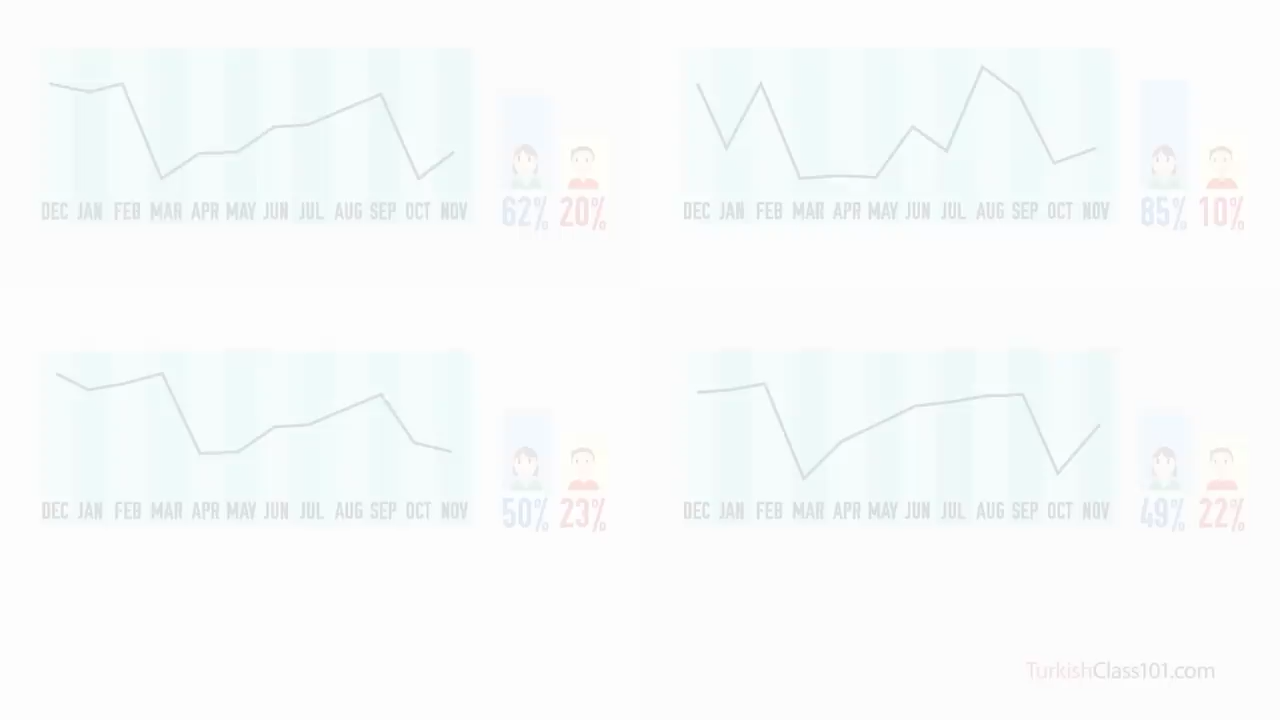 DEC JAN FEB MAR APR MAY JUN JUL AUG SEP OCT NOV
62% 20%
DEC JAN FEB MAR APR MAY JUN JUL AUG SEP OCT NOV
85% 10%
DEC JAN FEB MAR APR MAY JUN JUL AUG SEP OCT NOV
50% 23%
DEC JAN FEB MAR APR MAY JUN JUL AUG SEP OCT NOV
49% 22%
TurkishClass101.com